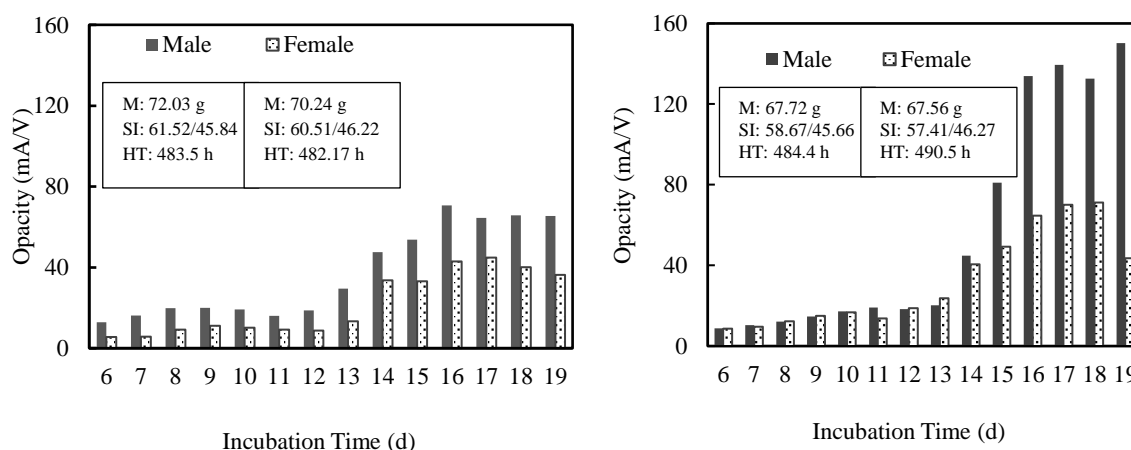 160
120
80
40
0
Opacity (mA/V)
Male Female
M: 72.03 g
SI: 61.52/45.84
HT: 483.5 h
M: 70.24 g
SI: 60.51/46.22
HT: 482.17 h
6 7 8 9 10 11 12 13 14 15 16 17 18 19
Incubation Time (d)
160
120
80
40
0
Opacity (mA/V)
Male Female
M: 67.72 g
SI: 58.67/45.66
HT: 484.4 h
M: 67.56 g
SI: 57.41/46.27
HT: 490.5 h
6 7 8 9 10 11 12 13 14 15 16 17 18 19
Incubation Time (d)